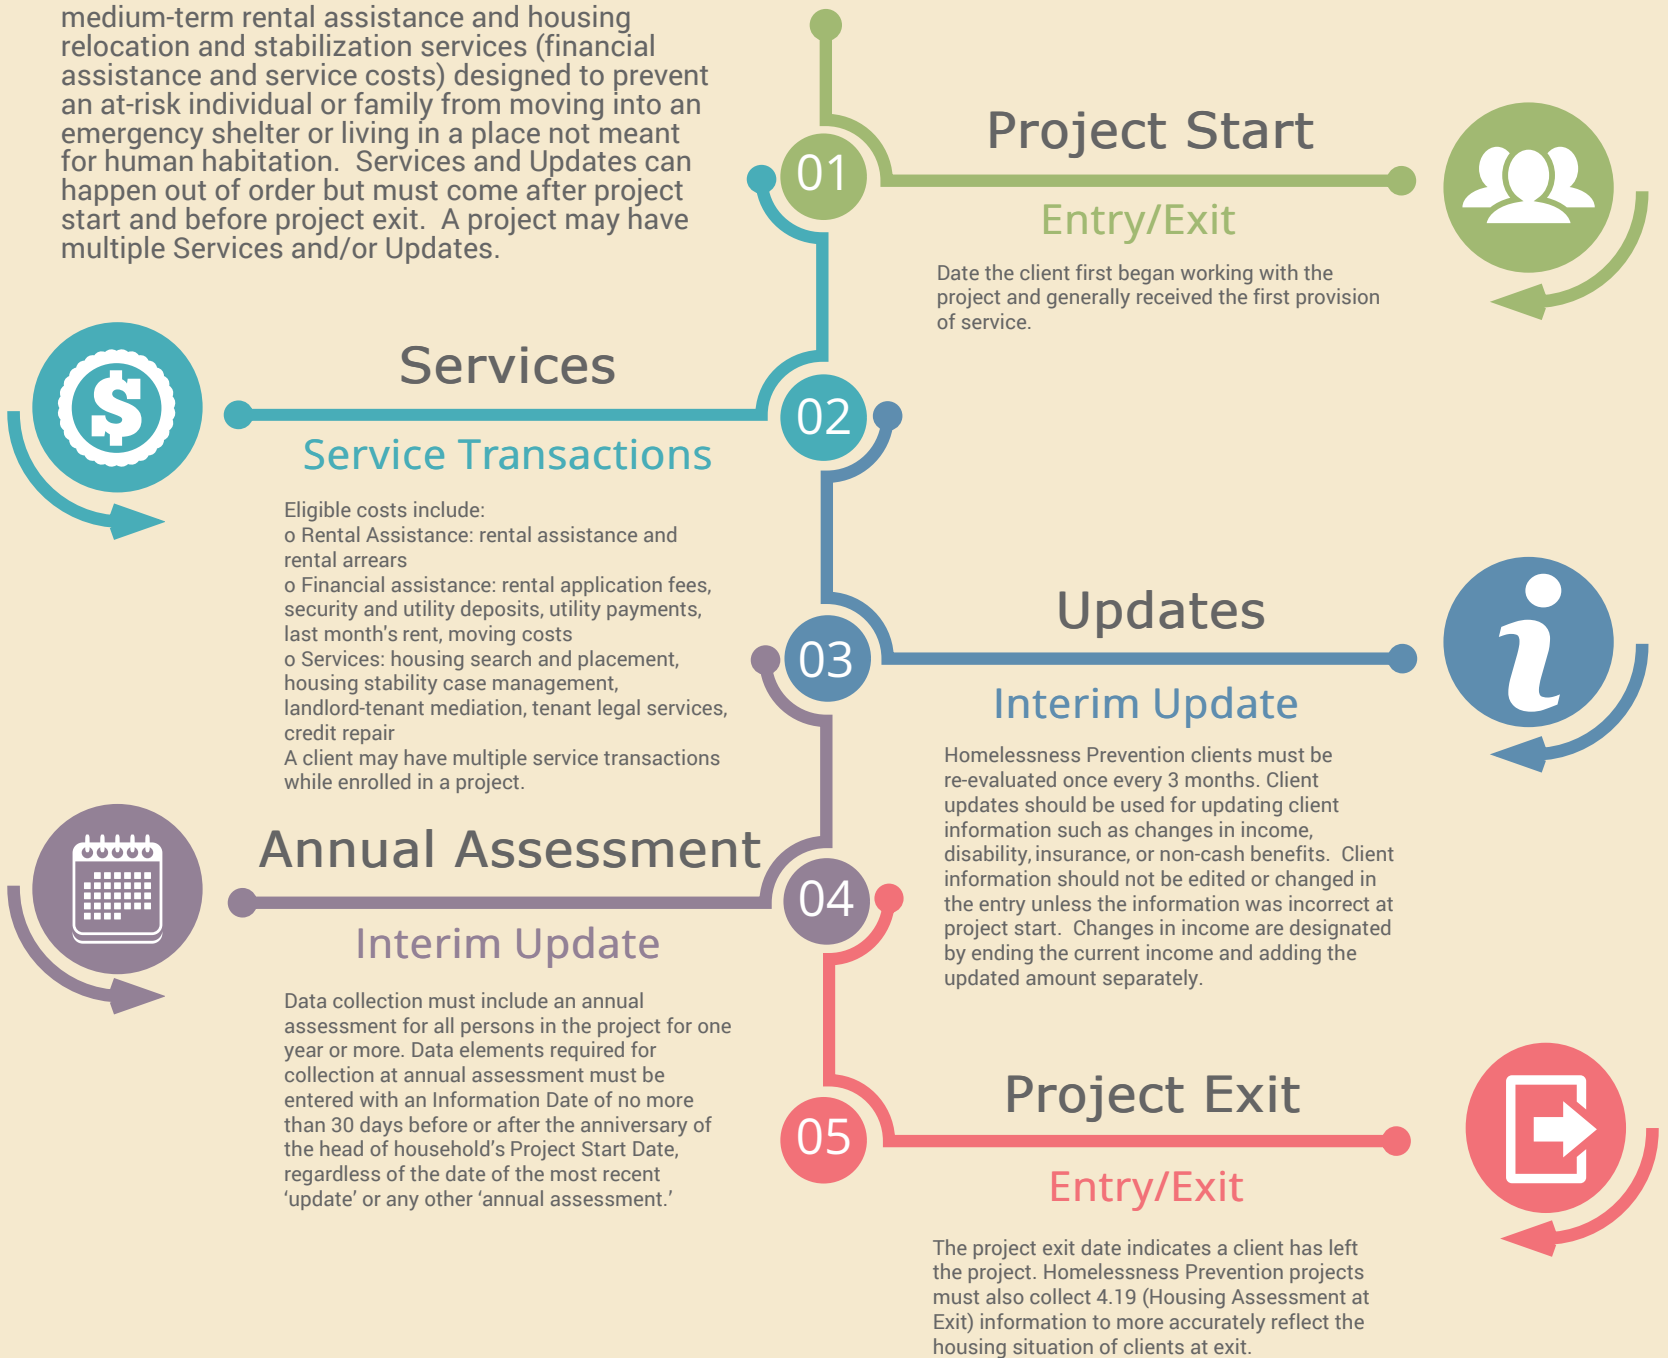 medium-term rental assistance and housing
relocation and stabilization services (financial
assistance and service costs) designed to prevent
an at-risk individual or family from moving into an
emergency shelter or living in a place not meant
for human habitation.  Services and Updates can
happen out of order but must come after project
start and before project exit.  A project may have
multiple Services and/or Updates.
01
Project Start
Entry/Exit
Date the client first began working with the
project and generally received the first provision
of service.
02
Services
Service Transactions
Eligible costs include:
o Rental Assistance: rental assistance and
rental arrears
o Financial assistance: rental application fees,
security and utility deposits, utility payments,
last month's rent, moving costs
o Services: housing search and placement,
housing stability case management,
landlord-tenant mediation, tenant legal services,
credit repair
A client may have multiple service transactions
while enrolled in a project.
03
Updates
Interim Update
Homelessness Prevention clients must be
re-evaluated once every 3 months. Client
updates should be used for updating client
information such as changes in income,
disability, insurance, or non-cash benefits.  Client
information should not be edited or changed in
the entry unless the information was incorrect at
project start.  Changes in income are designated
by ending the current income and adding the
updated amount separately.
04
Annual Assessment
Interim Update
Data collection must include an annual
assessment for all persons in the project for one
year or more. Data elements required for
collection at annual assessment must be
entered with an Information Date of no more
than 30 days before or after the anniversary of
the head of household’s Project Start Date,
regardless of the date of the most recent
‘update’ or any other ‘annual assessment.’
05
Project Exit
Entry/Exit
The project exit date indicates a client has left
the project. Homelessness Prevention projects
must also collect 4.19 (Housing Assessment at
Exit) information to more accurately reflect the
housing situation of clients at exit.